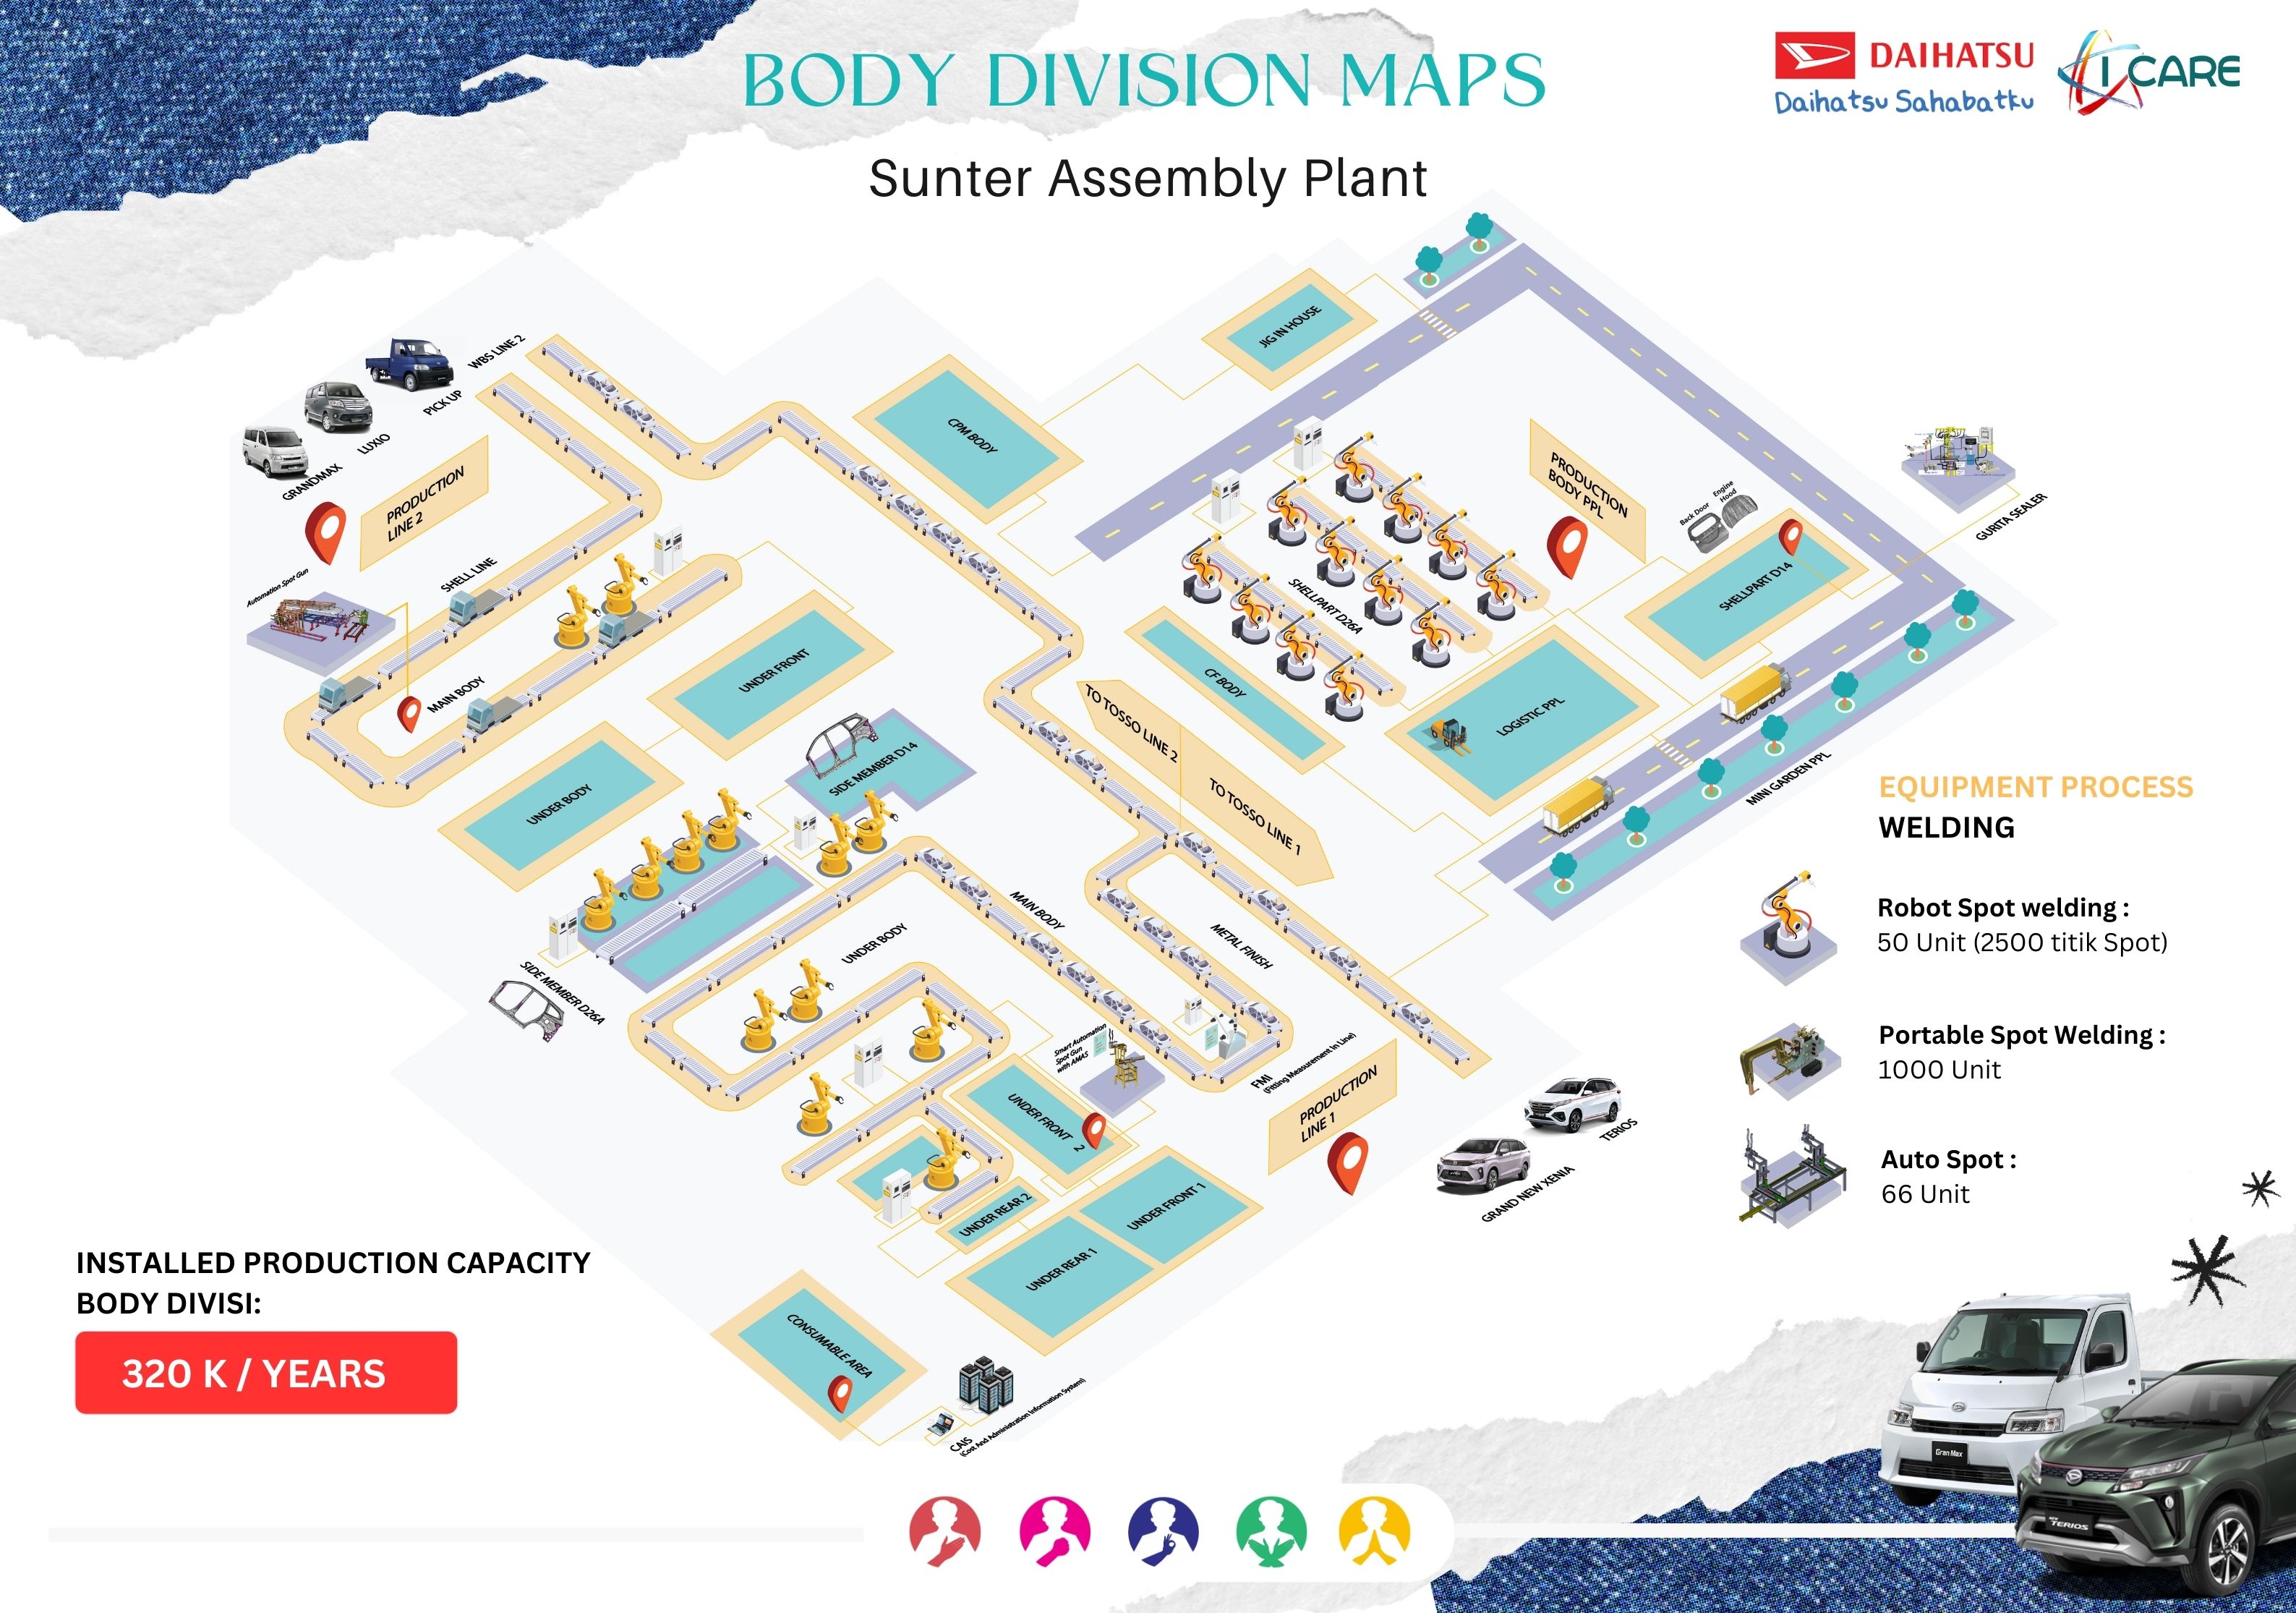 BODY DIVISION MAPS
Sunter Assembly Plant
DAIHATSU
Daihatsu Sahabatku
I CARE
WBS LINE 2
PICK UP
LUXIO
GRANDMAX
PRODUCTION
LINE 2
Automation Spot Gun
SHELL LINE
MAIN BODY
UNDER FRONT
UNDER BODY
CPM BODY
JIG IN HOUSE
PRODUCTION
BODY PPL
Back Door
Engine
Hood
SHELLPART D14
GURITA SEALER
SHELLPART D26A
CF BODY
LOGISTIC PPL
MINI GARDEN PPL
TO TOSSO LINE 2
TO TOSSO LINE 1
SIDE MEMBER D14
SIDE MEMBER D26A
UNDER BODY
MAIN BODY
METAL FINISH
Smart Automation
Spot Gun
with AMAS
FMI
(Fitting Measurement In Line)
PRODUCTION
LINE 1
TERIOS
GRAND NEW XENIA
UNDER FRONT 2
UNDER REAR 2
UNDER FRONT 1
UNDER REAR 1
CONSUMABLE AREA
CAIS
(Cost And Administration Information System)
EQUIPMENT PROCESS
WELDING
Robot Spot welding :
50 Unit (2500 titik Spot)
Portable Spot Welding :
1000 Unit
Auto Spot :
66 Unit
INSTALLED PRODUCTION CAPACITY
BODY DIVISI:
320 K / YEARS
Gran Max
TERIOS